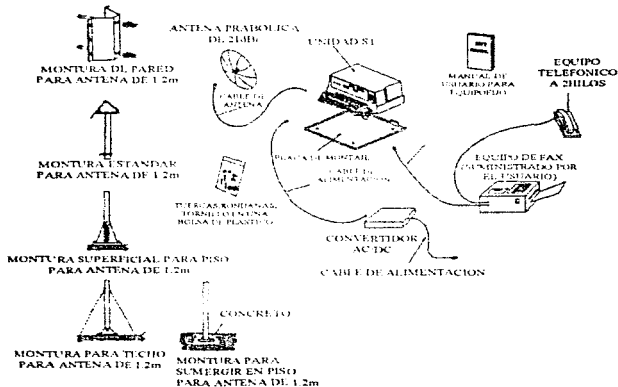 MONTURA DE PARED
PARA ANTENA DE 1.2m
MONTURA ESTANDAR
PARA ANTENA DE 1.2m
MONTURA SUPERFICIAL PARA PISO
PARA ANTENA DE 1.2m
MONTURA PARA TECHO
PARA ANTENA DE 1.2m
CONCRETO
MONTURA PARA
SUMERGIR EN PISO
PARA ANTENA DE 1.2m
ANTENA PRABOLICA
DE 21dBi
CABLE DE
ANTENA
UNIDAD S1
PLACA DE MONTAJE
CABLE DE
ALIMENTACION
TUERCAS, RONDANAS,
TORNILLO EN UNA
BOLSA DE PLASTICO
CONVERTIDOR
AC/DC
CABLE DE ALIMENTACION
MANUAL DE
USUARIO PARA
EQUIPO FIJO
EQUIPO
TELEFÓNICO
A 2HILOS
EQUIPO DE FAX
(SUMINISTRADO POR
EL USUARIO)